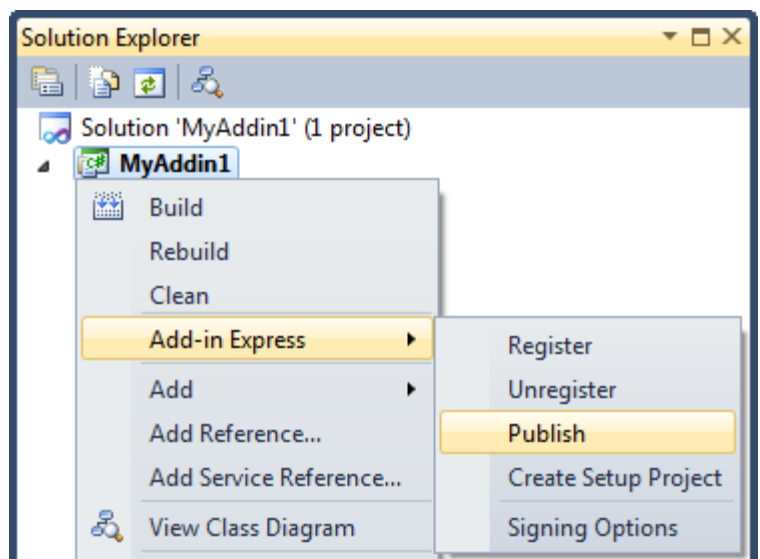 Solution Explorer
Solution 'MyAddin1' (1 project)
C# MyAddin1
Build
Rebuild
Clean
Add-in Express
Add
Add Reference...
Add Service Reference...
View Class Diagram
Register
Unregister
Publish
Create Setup Project
Signing Options